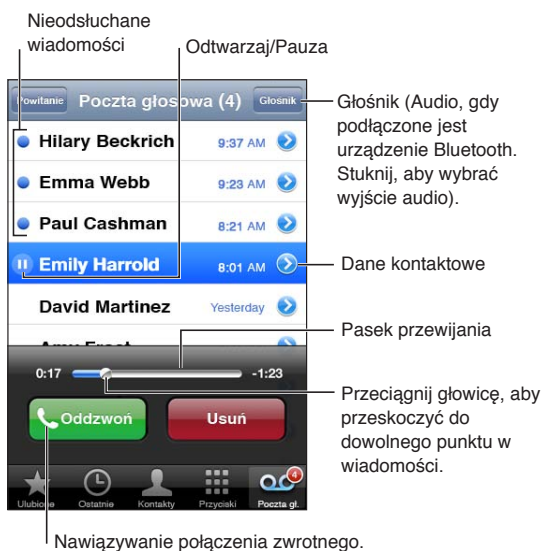 Nieodsłuchane
wiadomości
Odtwarzaj/Pauza
Powitanie
Poczta głosowa (4)
Głośnik
Głośnik (Audio, gdy
podłączone jest
urządzenie Bluetooth.
Stuknij, aby wybrać
wyjście audio).
Hilary Beckrich 9:37 AM
Emma Webb 9:23 AM
Paul Cashman 8:21 AM
Emily Harrold 8:01 AM
Dane kontaktowe
David Martinez Yesterday
Pasek przewijania
Amy Frost
0:17 -1:23
Przeciągnij głowicę, aby
przeskoczyć do
dowolnego punktu w
wiadomości.
Oddzwoń
Usuń
4
Ulubione Ostatnie Kontakty Przyciski Poczta gł.
Nawiązywanie połączenia zwrotnego.